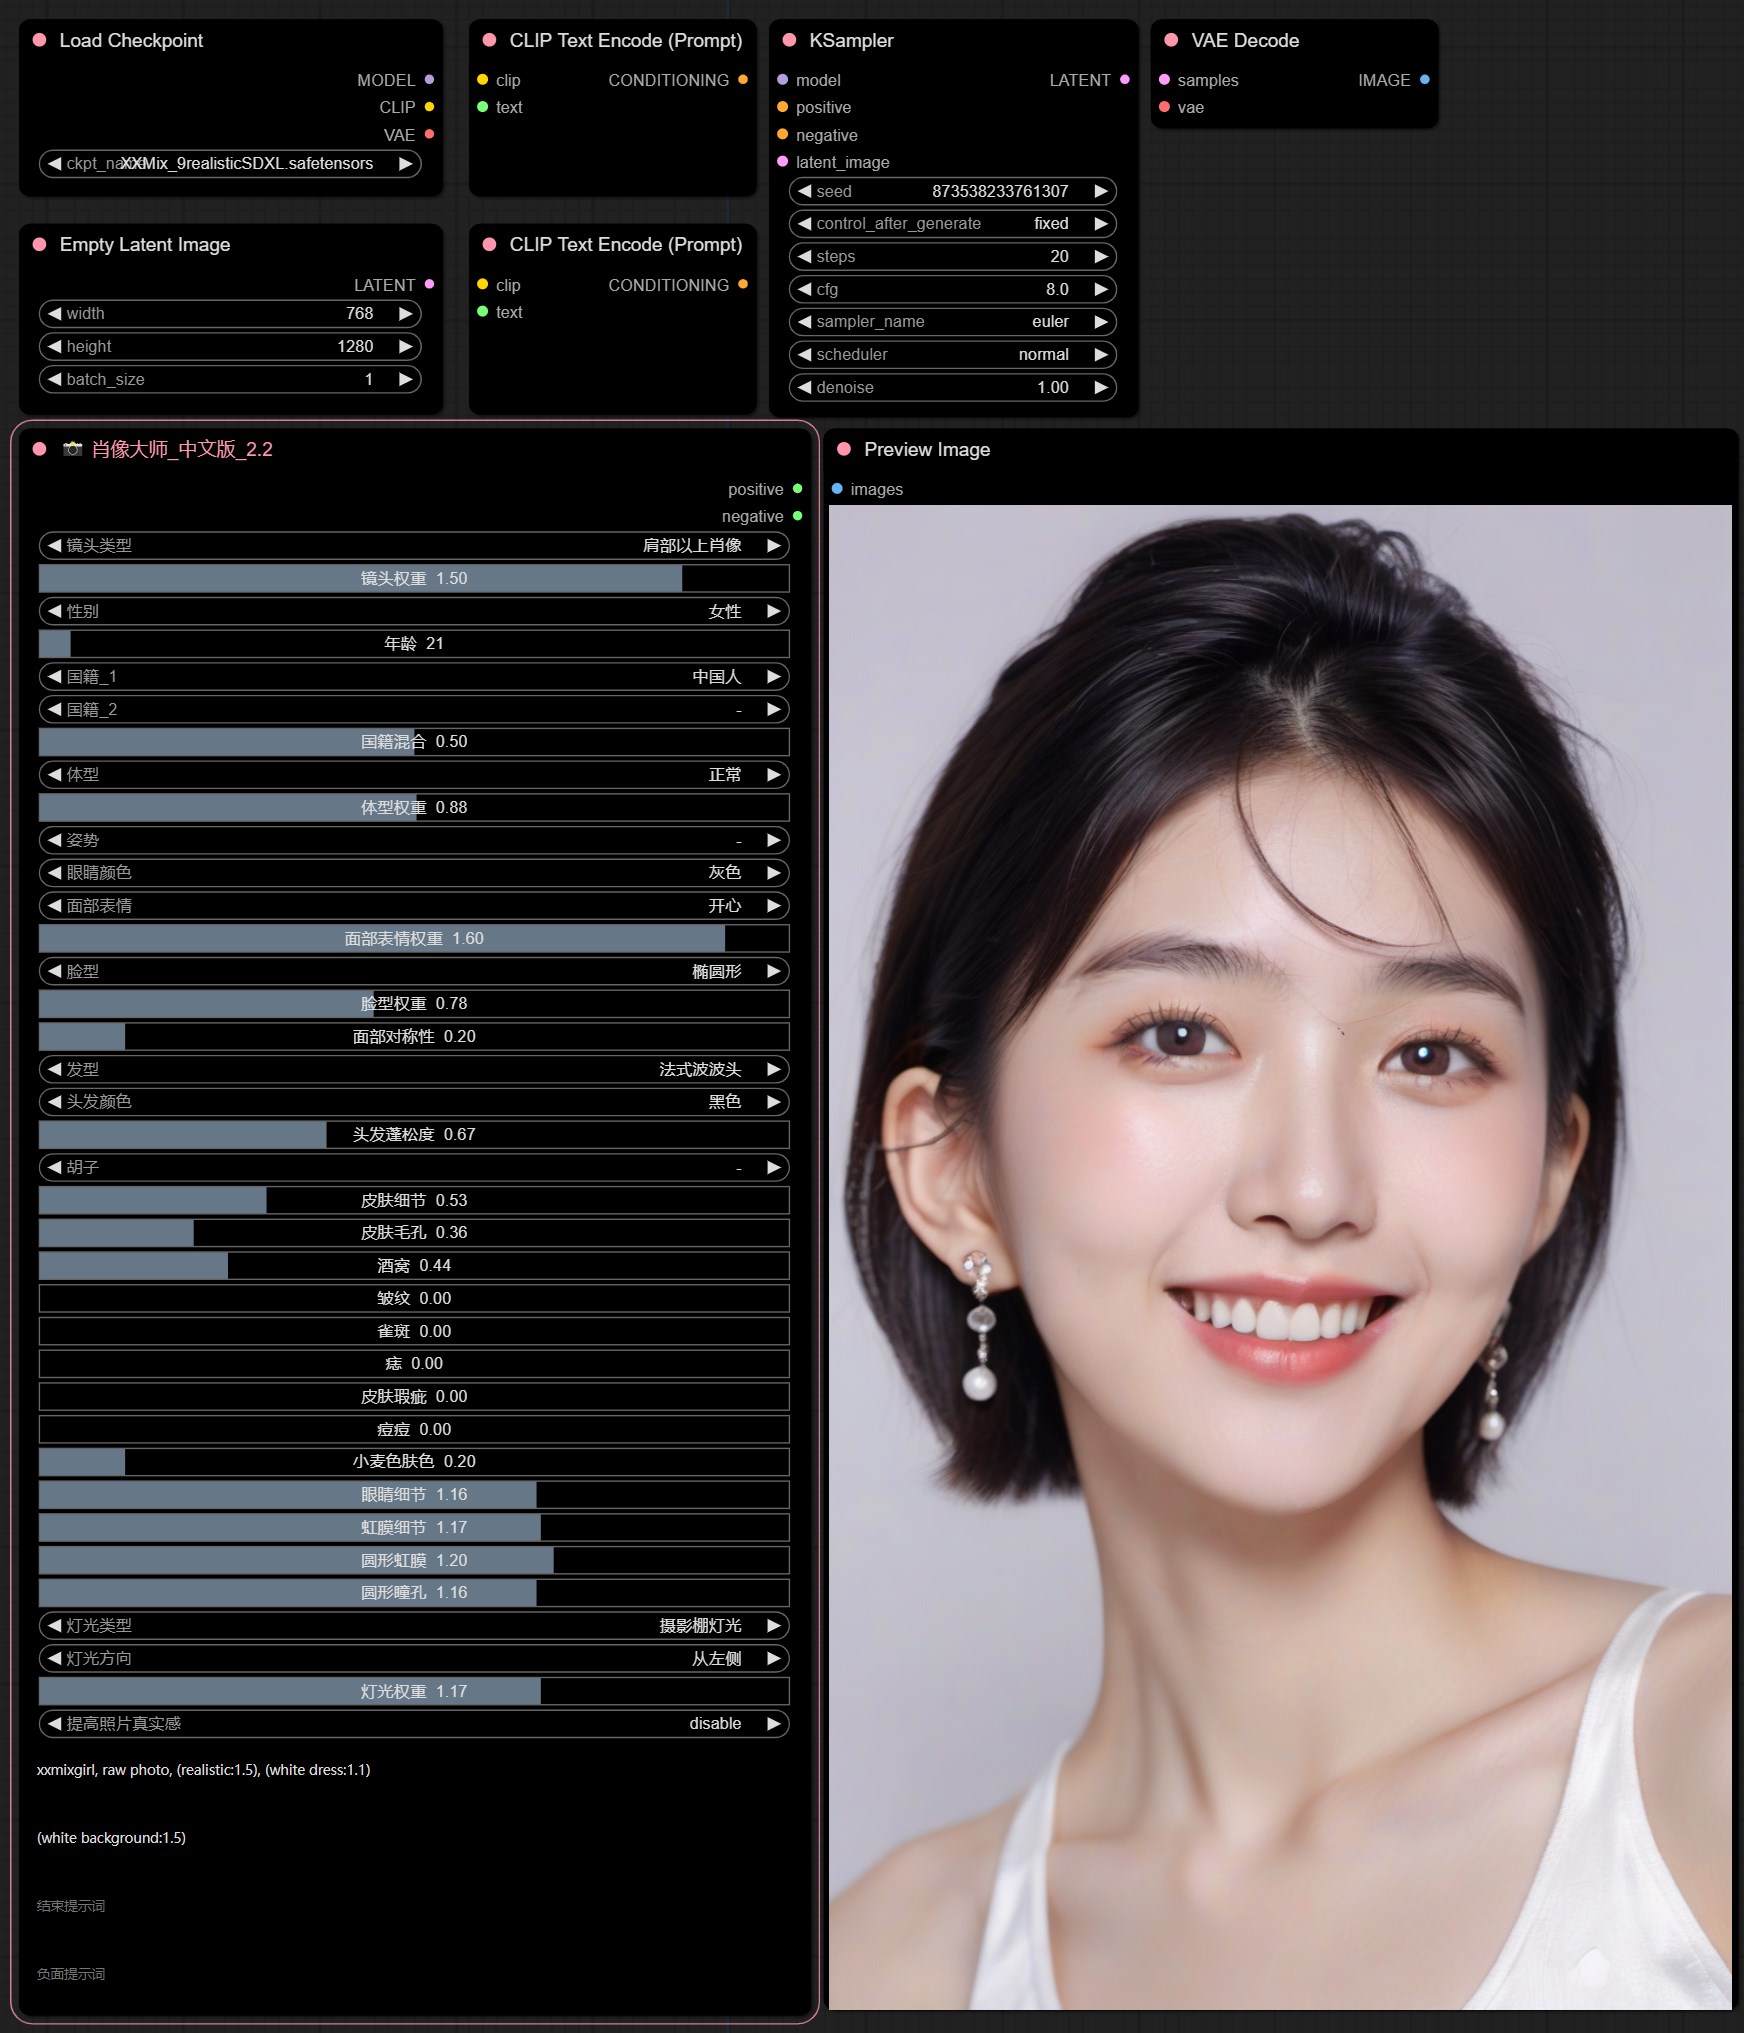 Load Checkpoint
MODEL
CLIP
VAE
ckpt_name XXMix_9realisticSDXL.safetensors
Empty Latent Image
LATENT
width 768
height 1280
batch_size 1
CLIP Text Encode (Prompt)
clip CONDITIONING
text
CLIP Text Encode (Prompt)
clip CONDITIONING
text
KSampler
model LATENT
positive
negative
latent_image
seed 873538233761307
control_after_generate fixed
steps 20
cfg 8.0
sampler_name euler
scheduler normal
denoise 1.00
VAE Decode
samples IMAGE
vae
肖像大师_中文版_2.2
positive
negative
镜头类型 肩部以上肖像
镜头权重 1.50
性别 女性
年龄 21
国籍_1 中国人
国籍_2 -
国籍混合 0.50
体型 正常
体型权重 0.88
姿势 -
眼睛颜色 灰色
面部表情 开心
面部表情权重 1.60
脸型 椭圆形
脸型权重 0.78
面部对称性 0.20
发型 法式波波头
头发颜色 黑色
头发蓬松度 0.67
胡子 -
皮肤细节 0.53
皮肤毛孔 0.36
酒窝 0.44
皱纹 0.00
雀斑 0.00
痣 0.00
皮肤瑕疵 0.00
痘痘 0.00
小麦色肤色 0.20
眼睛细节 1.16
虹膜细节 1.17
圆形虹膜 1.20
圆形瞳孔 1.16
灯光类型 摄影棚灯光
灯光方向 从左侧
灯光权重 1.17
提高照片真实感 disable
xxmixgirl, raw photo, (realistic:1.5), (white dress:1.1)
(white background:1.5)
结束提示词
负面提示词
Preview Image
images